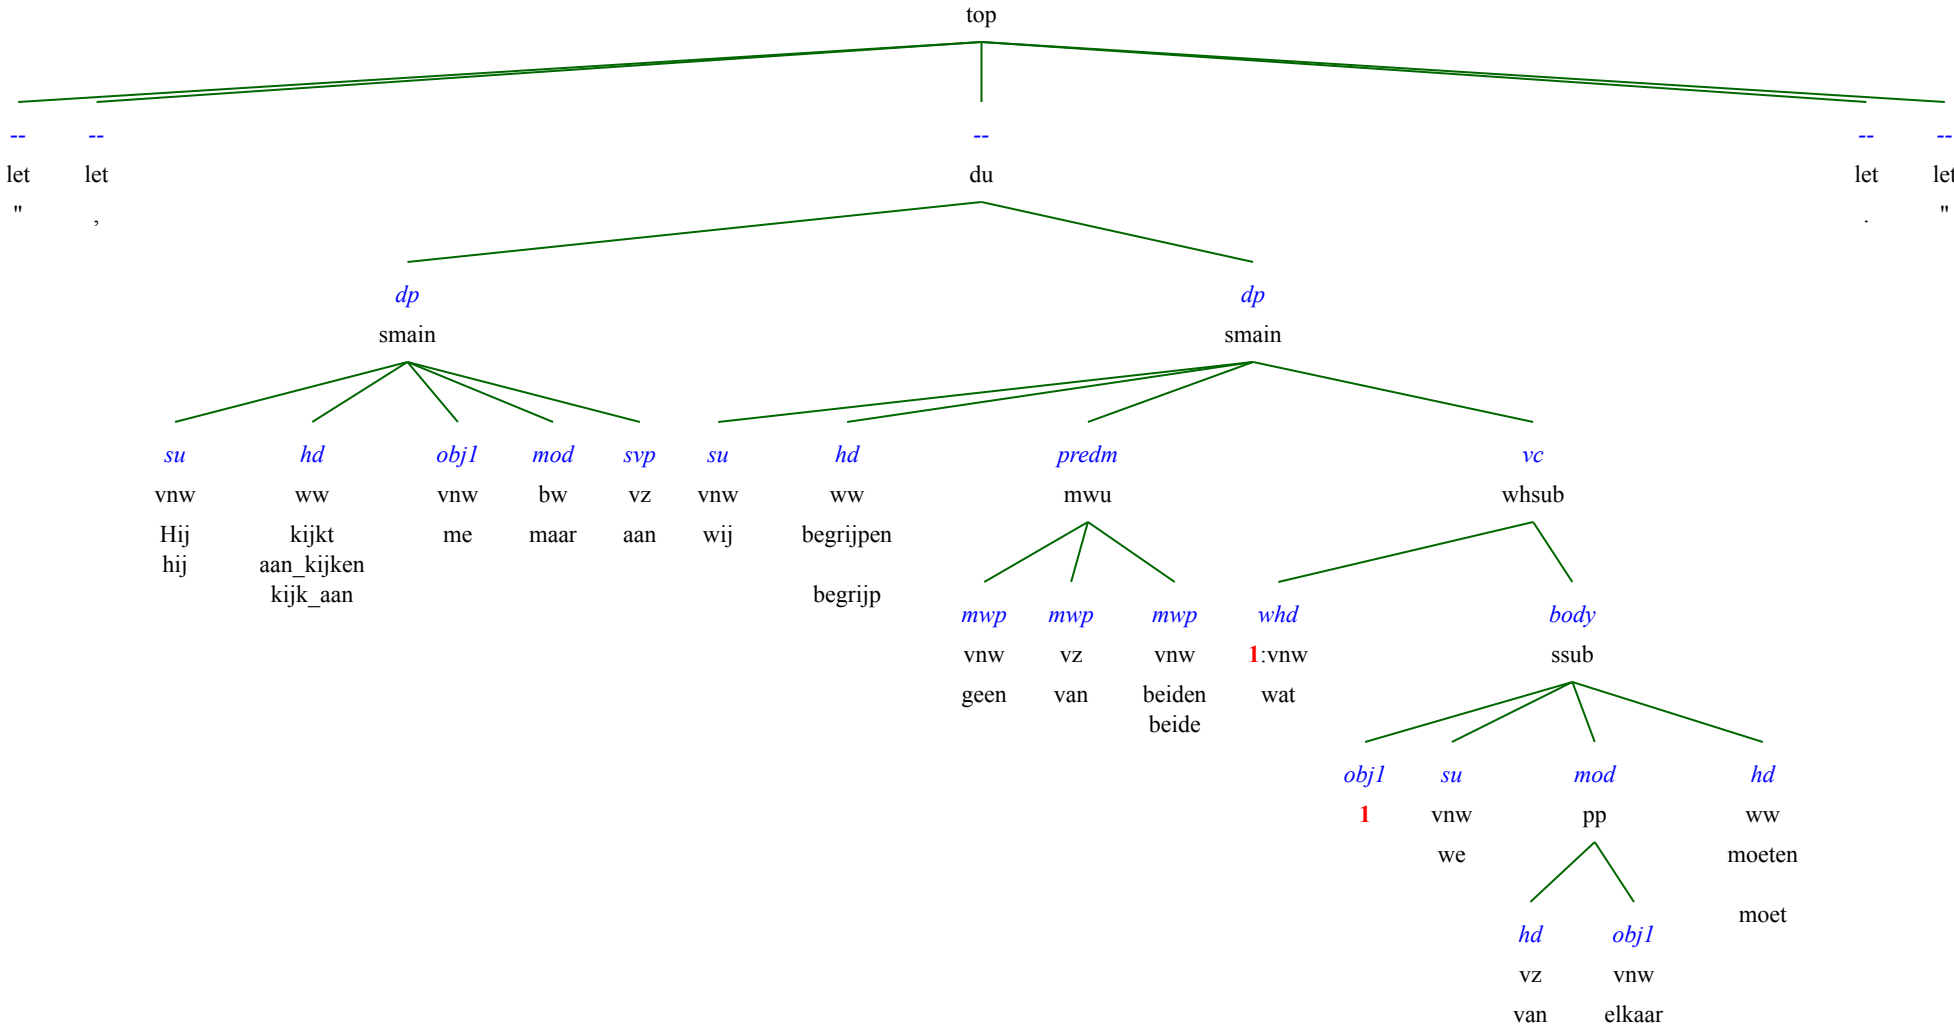 top
-- -- -- -- --
let let du let let
" , . "
dp dp
smain smain
su hd obj1 mod svp su hd predm vc
vnw ww vnw bw vz vnw ww mwu whsub
Hij kijkt me maar aan wij begrijpen
hij aan_kijken
kijk_aan begrijp
mwp mwp mwp whd body
vnw vz vnw 1:vnw ssub
geen van beiden wat
beide
obj1 su mod hd
1 vnw pp ww
we moeten
moet
hd obj1
vz vnw
van elkaar